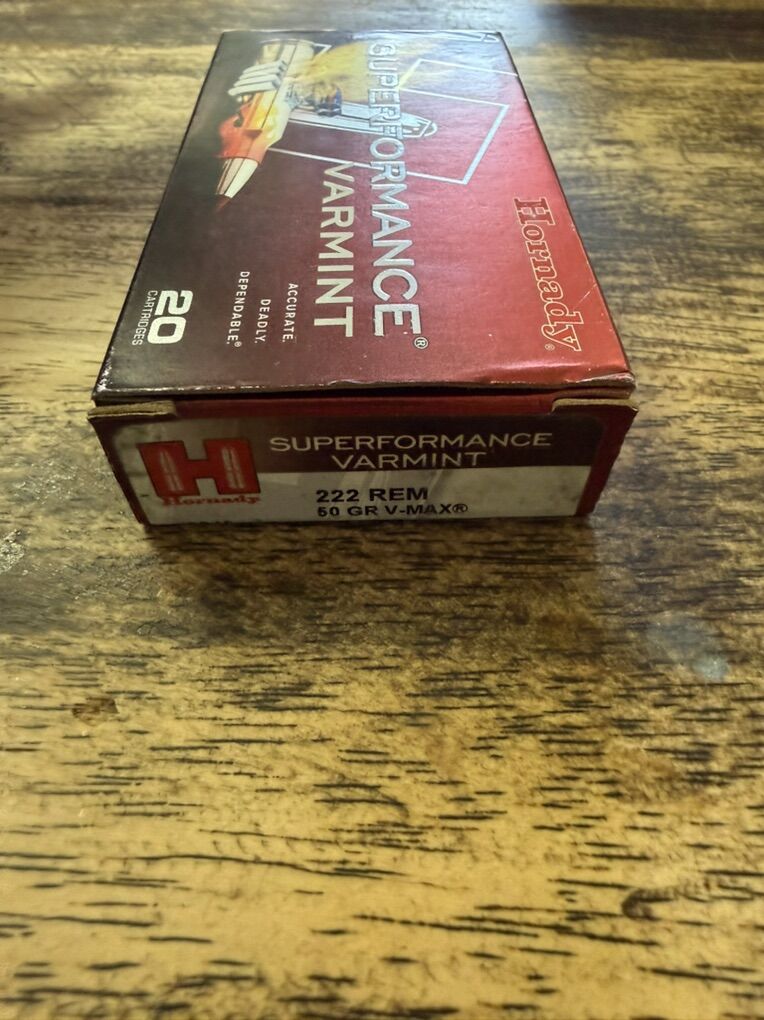 SUPERFORMANCE®
VARMINT
Hornady®
ACCURATE.
DEADLY.
DEPENDABLE.®
20
CARTRIDGES
H
Hornady
SUPERFORMANCE
VARMINT
222 REM
50 GR V-MAX®